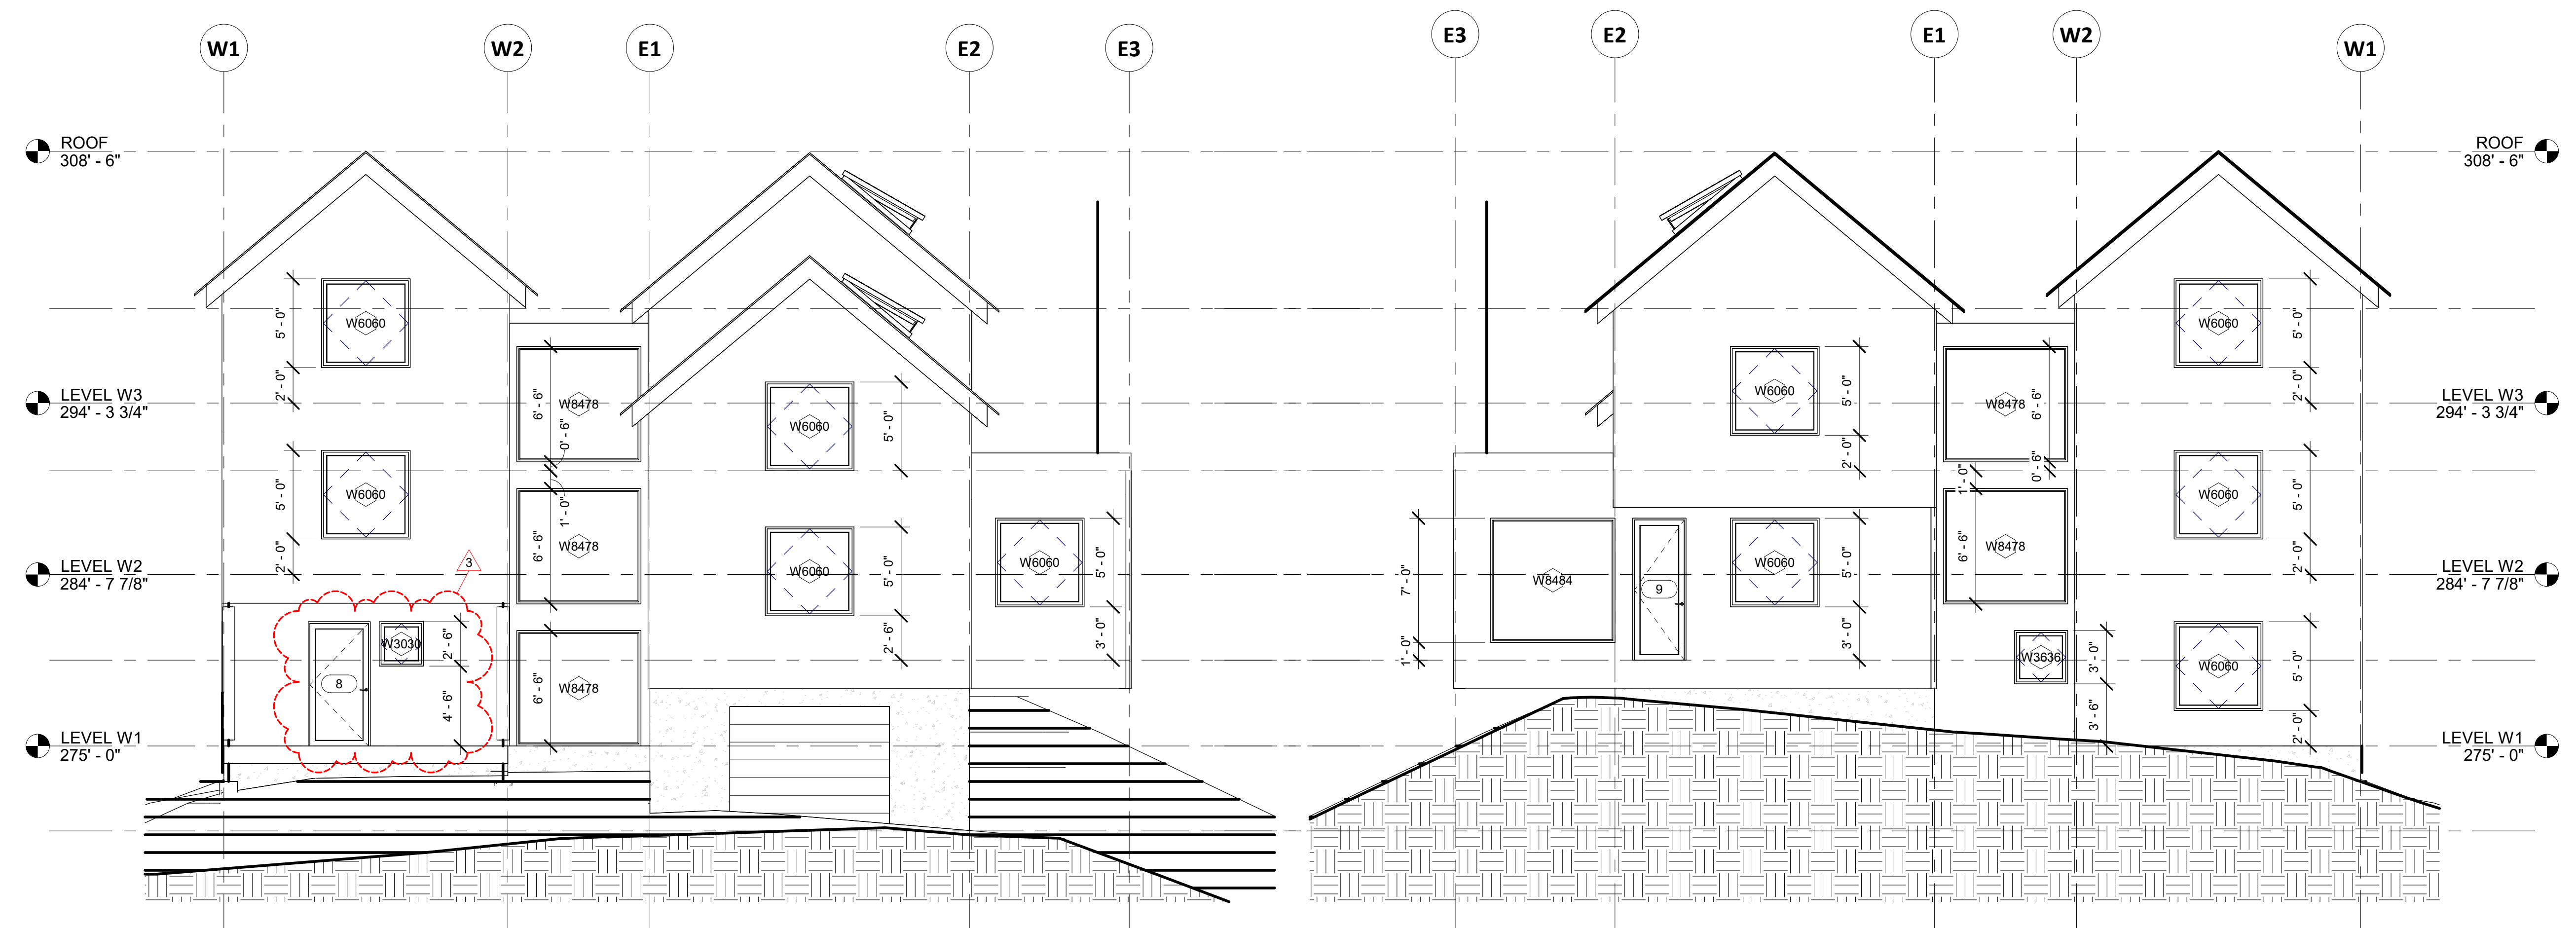 W1
W2
E1
E2
E3
E3
E2
E1
W2
W1
ROOF
308' - 6"
ROOF
308' - 6"
5' - 0"
W6060
2' - 0"
W8478
6' - 6"
0' - 6"
W6060
5' - 0"
W6060
5' - 0"
2' - 0"
W8478
6' - 6"
0' - 6"
W6060
5' - 0"
2' - 0"
LEVEL W3
294' - 3 3/4"
LEVEL W3
294' - 3 3/4"
5' - 0"
W6060
2' - 0"
1' - 0"
6' - 6"
W8478
W6060
5' - 0"
2' - 6"
W6060
5' - 0"
3' - 0"
7' - 0"
1' - 0"
W8484
9
W6060
5' - 0"
3' - 0"
1' - 0"
6' - 6"
W8478
W6060
5' - 0"
2' - 0"
LEVEL W2
284' - 7 7/8"
LEVEL W2
284' - 7 7/8"
3
8
W3030
2' - 6"
4' - 6"
6' - 6"
W8478
W3636
3' - 0"
3' - 6"
W6060
5' - 0"
2' - 0"
LEVEL W1
275' - 0"
LEVEL W1
275' - 0"